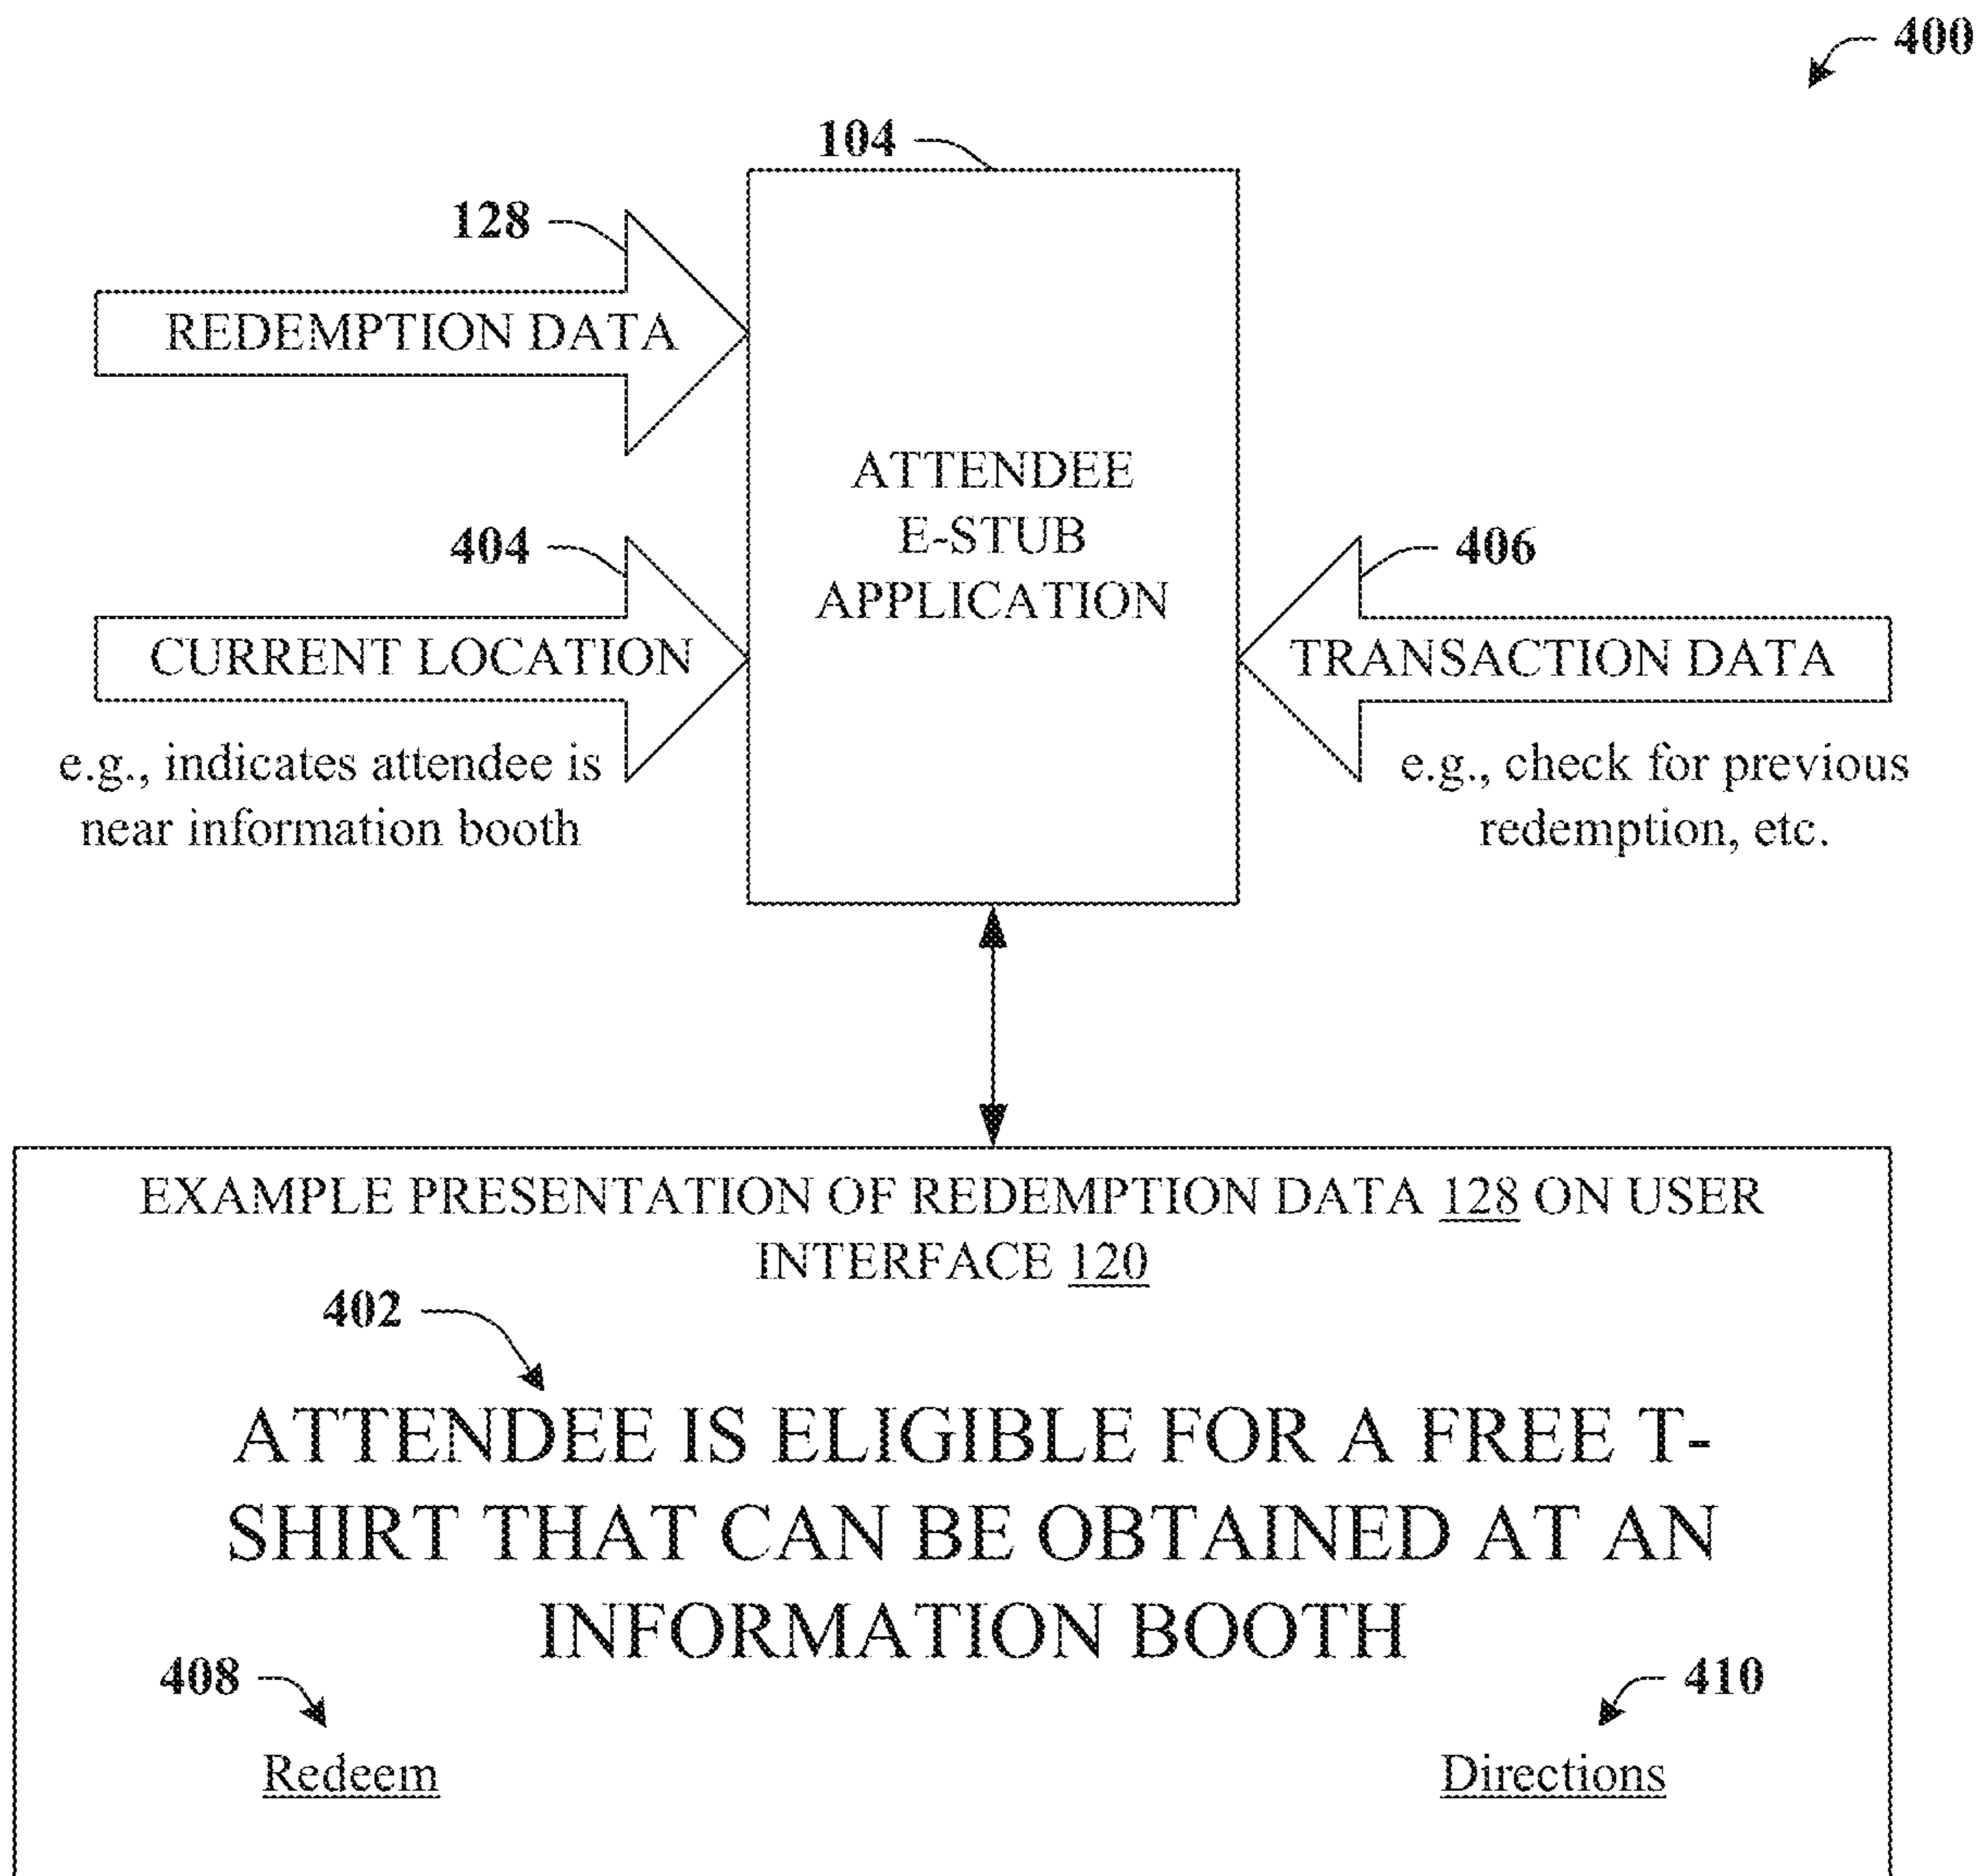 400
104
128
REDEMPTION DATA
ATTENDEE
E-STUB
APPLICATION
404
406
CURRENT LOCATION
TRANSACTION DATA
e.g., indicates attendee is
near information booth
e.g., check for previous
redemption, etc.
EXAMPLE PRESENTATION OF REDEMPTION DATA 128 ON USER
INTERFACE 120
402
ATTENDEE IS ELIGIBLE FOR A FREE T-
SHIRT THAT CAN BE OBTAINED AT AN
INFORMATION BOOTH
408
410
Redeem
Directions